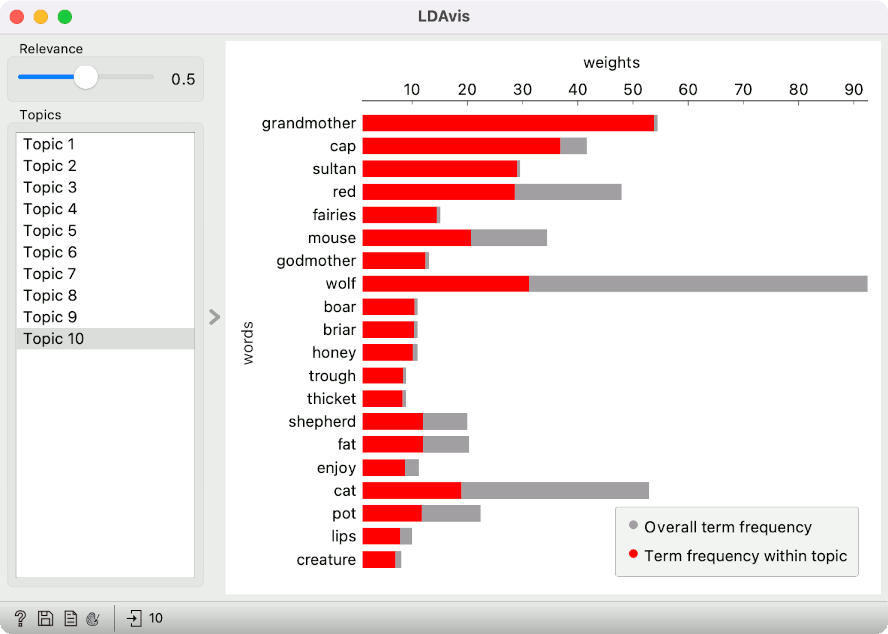 LDAvis
Relevance
0.5
Topics
Topic 1
Topic 2
Topic 3
Topic 4
Topic 5
Topic 6
Topic 7
Topic 8
Topic 9
Topic 10
weights
10 20 30 40 50 60 70 80 90
words
grandmother
cap
sultan
red
fairies
mouse
godmother
wolf
boar
briar
honey
trough
thicket
shepherd
fat
enjoy
cat
pot
lips
creature
Overall term frequency
Term frequency within topic
? 10